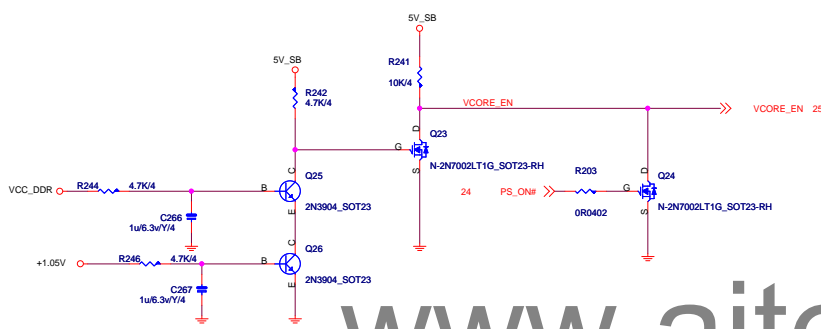 5V_SB
5V_SB
R241
10K/4
R242
4.7K/4
VCORE_EN
VCORE_EN 25
D
Q23
G
N-2N7002LT1G_SOT23-RH
S
C
Q25
R244 4.7K/4
VCC_DDR
B
E
2N3904_SOT23
C266
1u/6.3v/Y/4
24 PS_ON#
R203
0R0402
D
Q24
G
N-2N7002LT1G_SOT23-RH
S
C
Q26
R246 4.7K/4
+1.05V
B
E
2N3904_SOT23
C267
1u/6.3v/Y/4